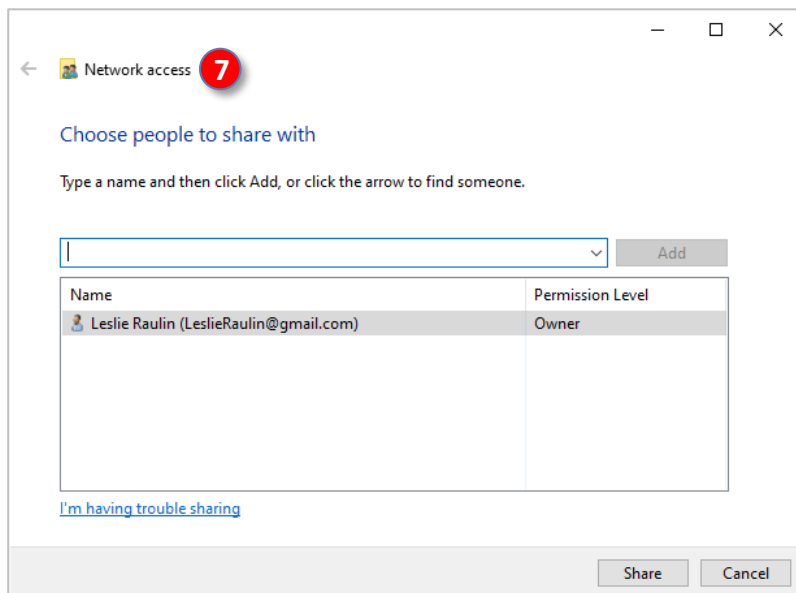 Network access 7
Choose people to share with
Type a name and then click Add, or click the arrow to find someone.
Add
Name Permission Level
Leslie Raulin (LeslieRaulin@gmail.com) Owner
I'm having trouble sharing
Share Cancel